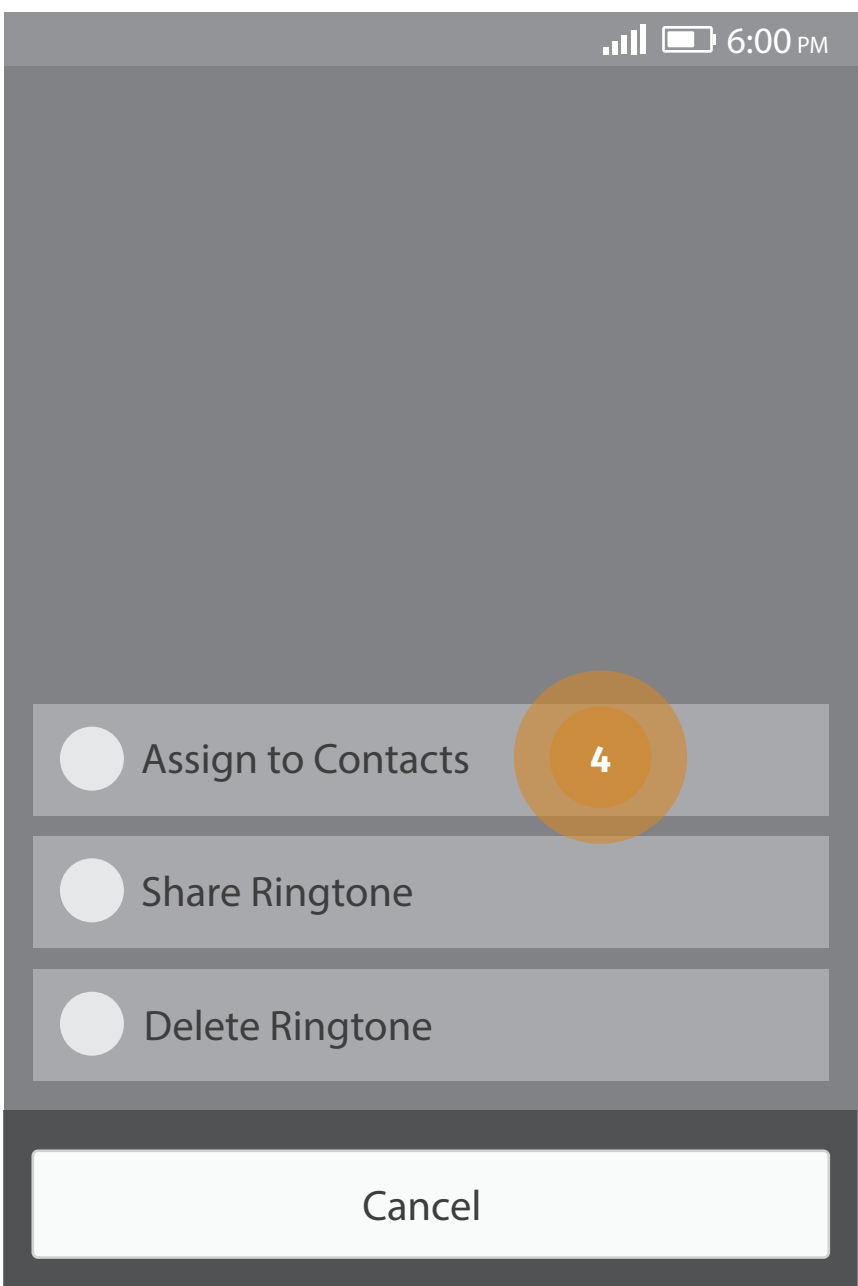 6:00 PM
Assign to Contacts
4
Share Ringtone
Delete Ringtone
Cancel